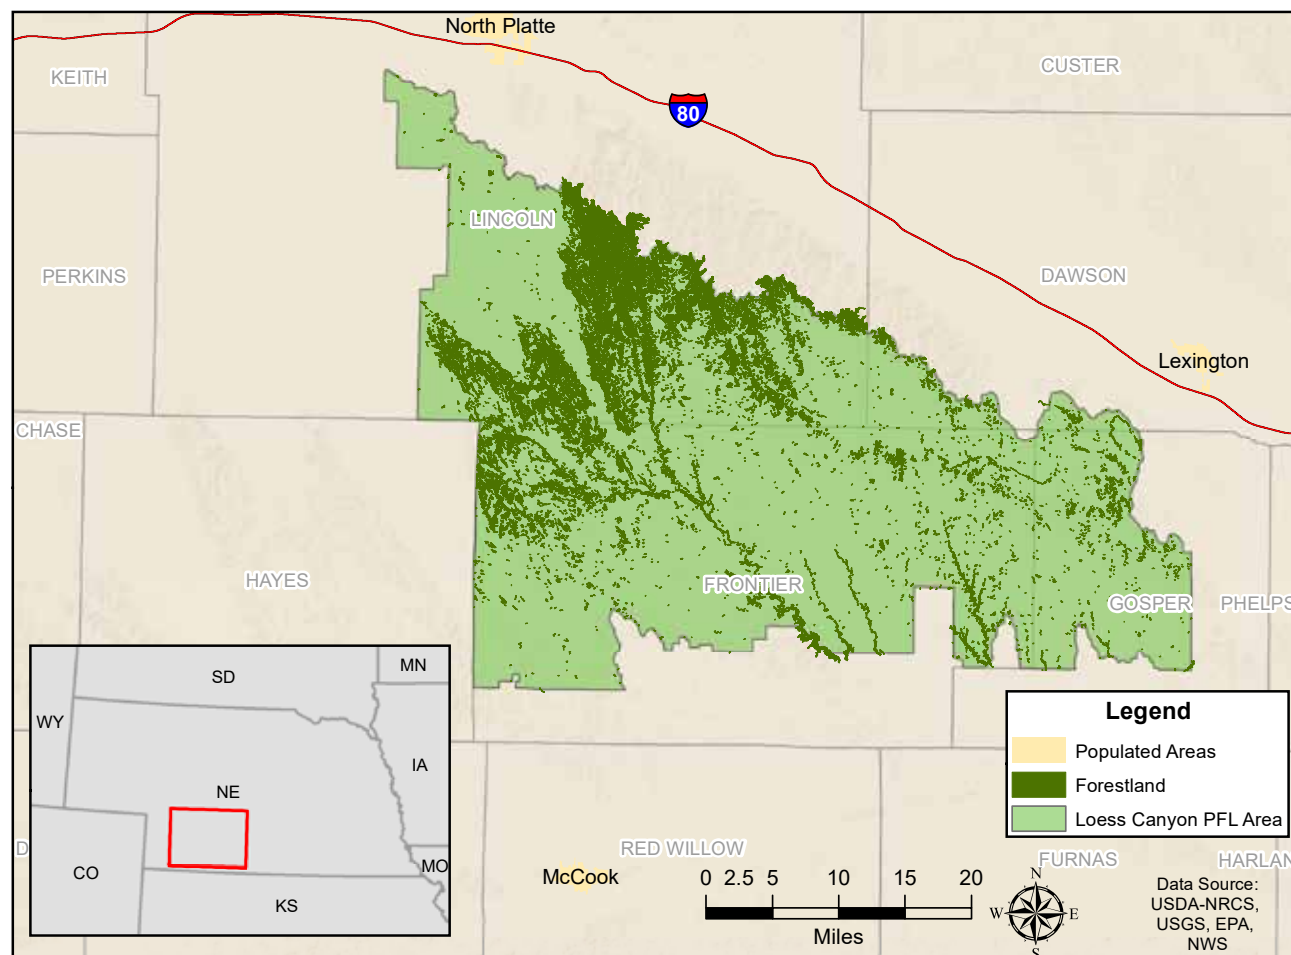 North Platte
KEITH
CUSTER
80
LINCOLN
PERKINS
DAWSON
Lexington
CHASE
HAYES
FRONTIER
GOSPER
PHELPS
SD
MN
WY
IA
NE
CO
MO
KS
D
Legend
Populated Areas
Forestland
Loess Canyon PFL Area
RED WILLOW
FURNAS
HARLAN
McCook
0 2.5 5 10 15 20
Miles
N
W
E
S
Data Source:
USDA-NRCS,
USGS, EPA,
NWS